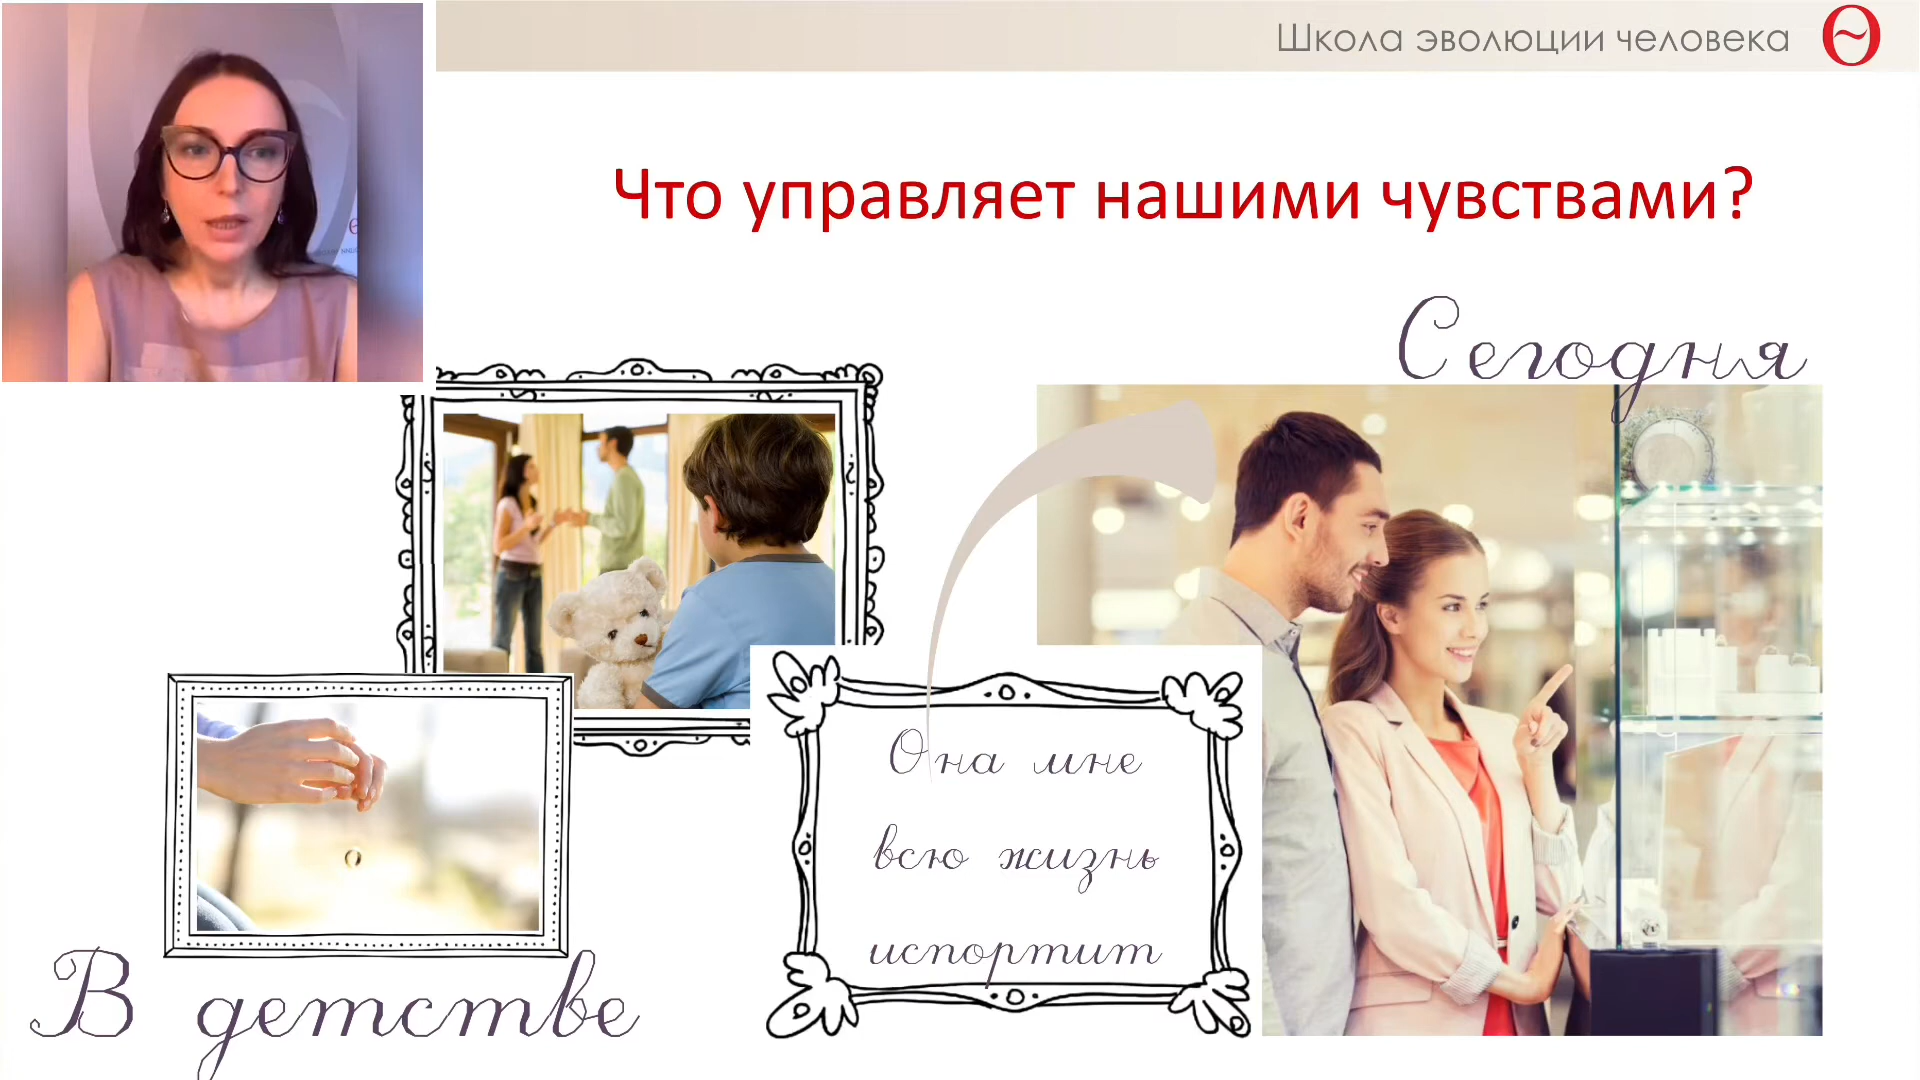 Школа эволюции человека
Что управляет нашими чувствами?
Сегодня
Она мне
всю жизнь
испортит
В детстве